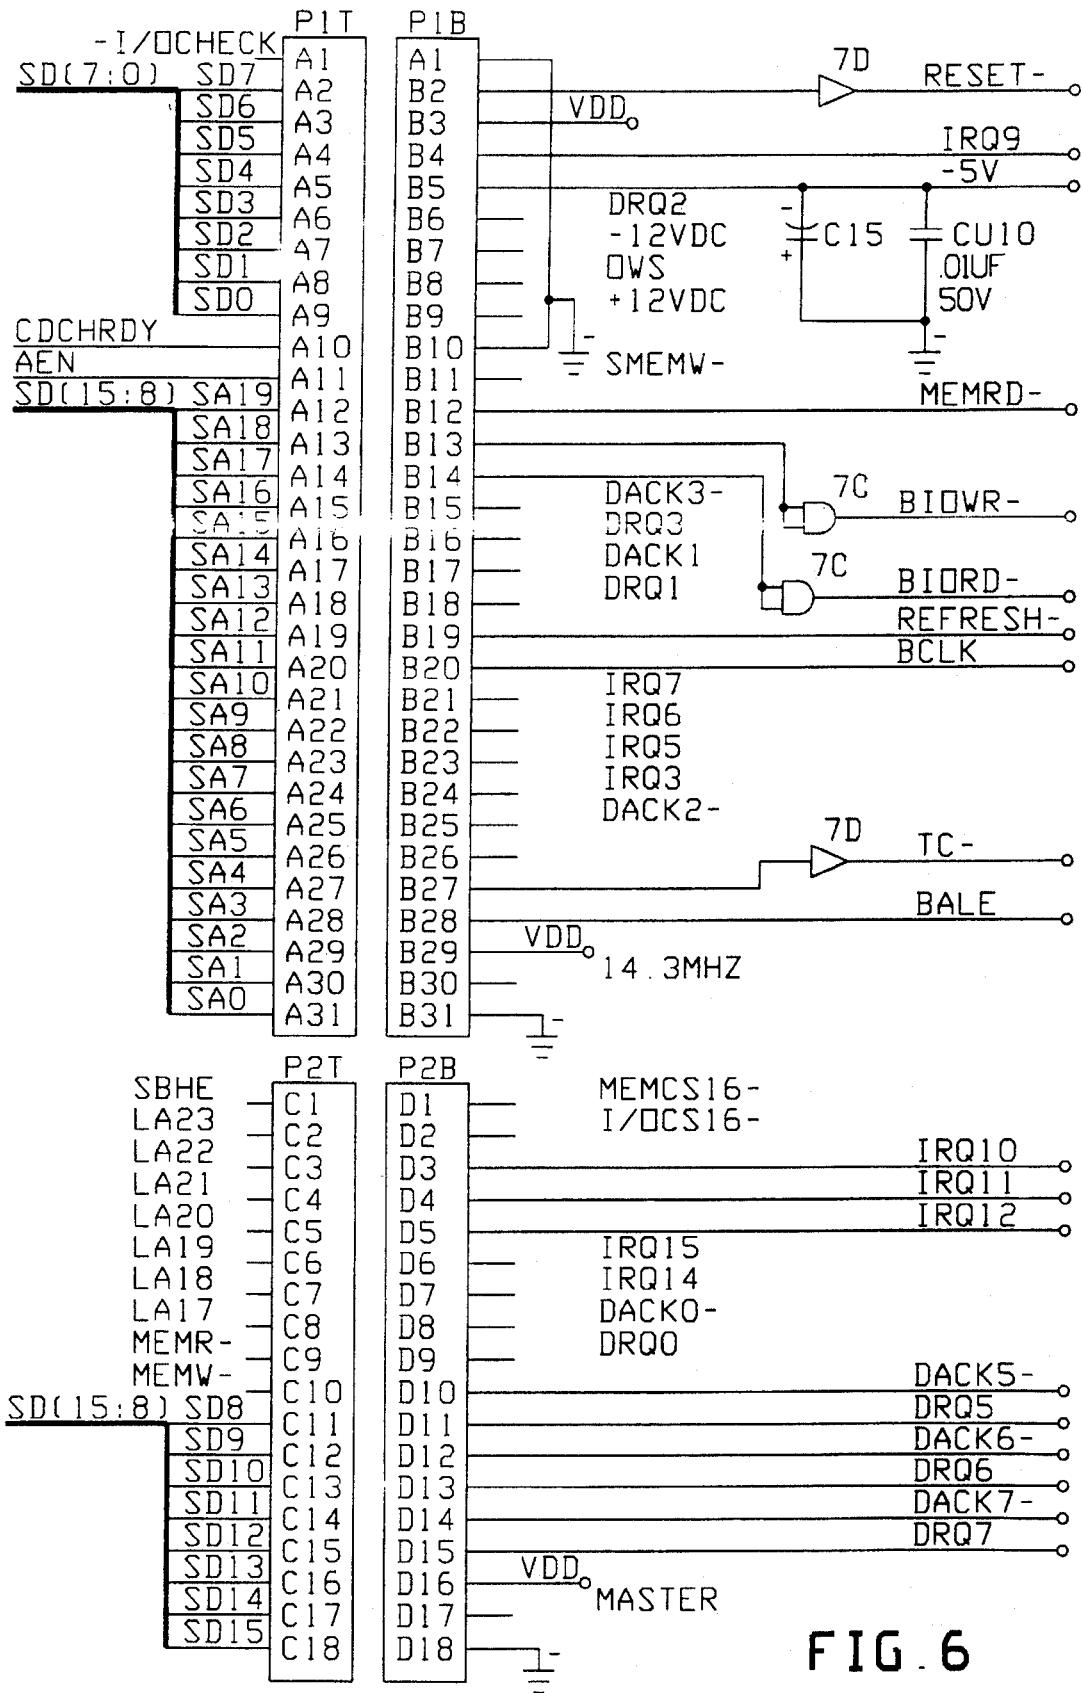 P1T P1B
-I/OCHECK A1 A1 7D
SD(7:0) SD7 A2 B2 RESET-
SD6 A3 B3 VDD
SD5 A4 B4 IRQ9
SD4 A5 B5 -5V
SD3 A6 B6 DRQ2
SD2 A7 B7 -12VDC - C15 CU10
SD1 A8 B8 OWS + .01UF
SD0 A9 B9 +12VDC 50V
CDCHRDY A10 B10 - -
AEN A11 B11 SMEMW-
SD(15:8) SA19 A12 B12 MEMRD-
SA18 A13 B13
SA17 A14 B14 7C
SA16 A15 B15 DACK3- BIOWR-
SA15 A16 B16 DRQ3
SA14 A17 B17 DACK1 7C
SA13 A18 B18 DRQ1 BIORD-
SA12 A19 B19 REFRESH-
SA11 A20 B20 BCLK
SA10 A21 B21 IRQ7
SA9 A22 B22 IRQ6
SA8 A23 B23 IRQ5
SA7 A24 B24 IRQ3
SA6 A25 B25 DACK2-
SA5 A26 B26 7D TC-
SA4 A27 B27
SA3 A28 B28 BALE
SA2 A29 B29 VDD
SA1 A30 B30 14.3MHZ
SA0 A31 B31 -
P2T P2B
SBHE C1 D1 MEMCS16-
LA23 C2 D2 I/OCS16-
LA22 C3 D3 IRQ10
LA21 C4 D4 IRQ11
LA20 C5 D5 IRQ12
LA19 C6 D6 IRQ15
LA18 C7 D7 IRQ14
LA17 C8 D8 DACK0-
MEMR- C9 D9 DRQ0
MEMW- C10 D10 DACK5-
SD(15:8) SD8 C11 D11 DRQ5
SD9 C12 D12 DACK6-
SD10 C13 D13 DRQ6
SD11 C14 D14 DACK7-
SD12 C15 D15 DRQ7
SD13 C16 D16 VDD
SD14 C17 D17 MASTER
SD15 C18 D18 -
FIG.6